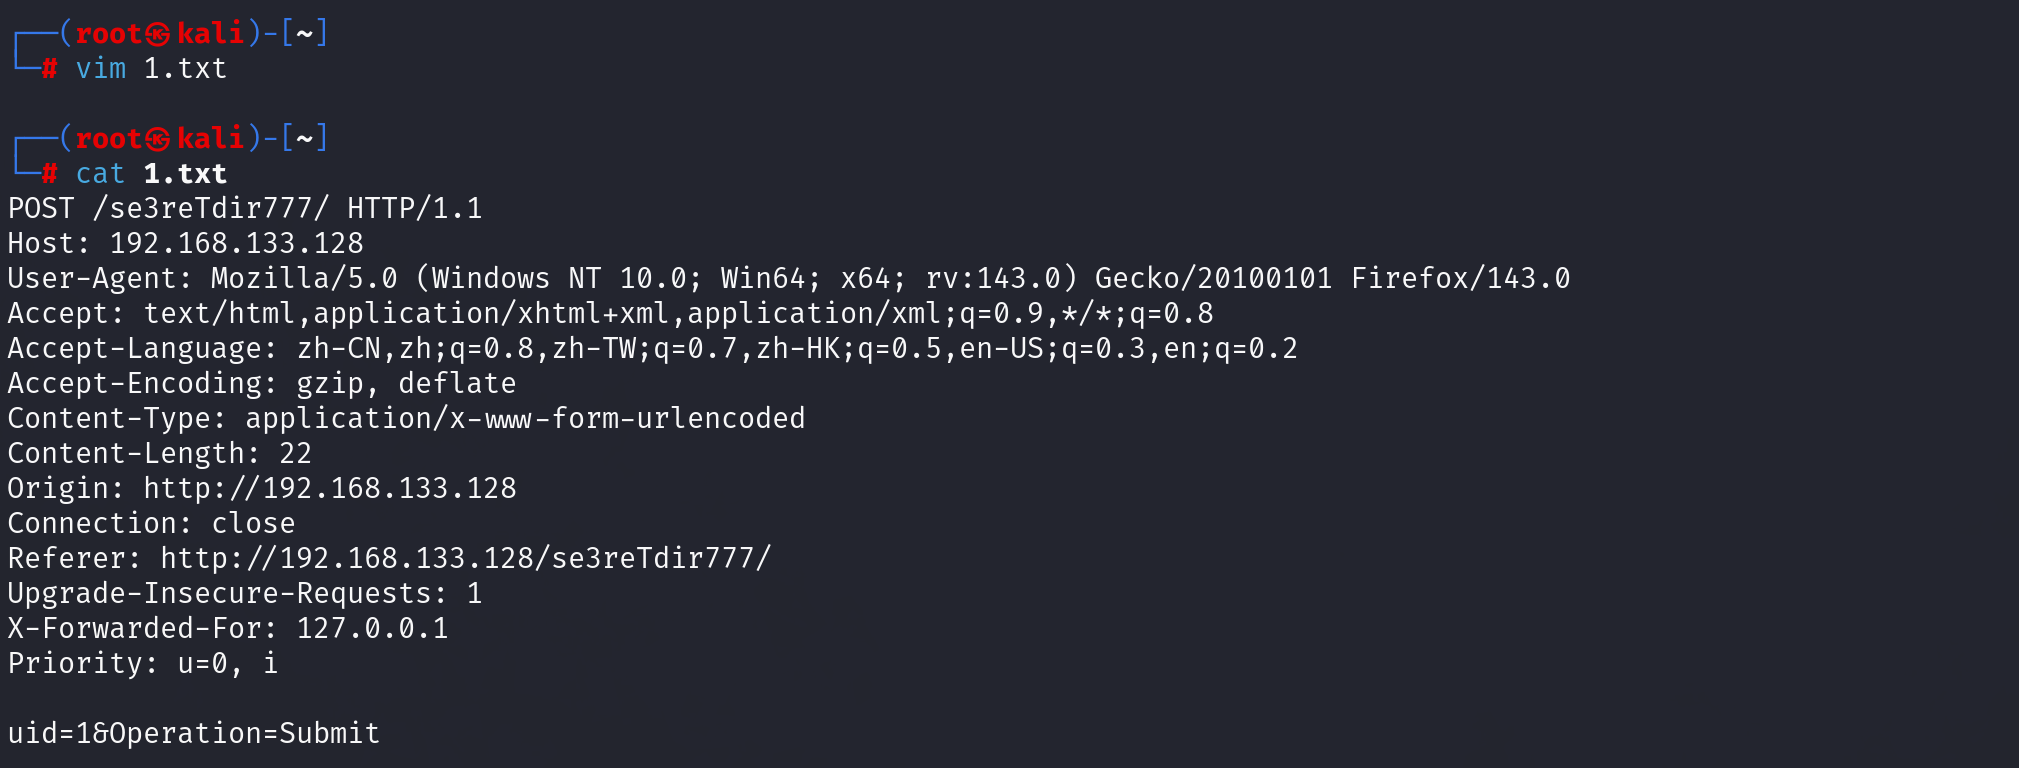 ┌──(root㉿kali)-[~]
└─# vim 1.txt
┌──(root㉿kali)-[~]
└─# cat 1.txt
POST /se3reTdir777/ HTTP/1.1
Host: 192.168.133.128
User-Agent: Mozilla/5.0 (Windows NT 10.0; Win64; x64; rv:143.0) Gecko/20100101 Firefox/143.0
Accept: text/html,application/xhtml+xml,application/xml;q=0.9,*/*;q=0.8
Accept-Language: zh-CN,zh;q=0.8,zh-TW;q=0.7,zh-HK;q=0.5,en-US;q=0.3,en;q=0.2
Accept-Encoding: gzip, deflate
Content-Type: application/x-www-form-urlencoded
Content-Length: 22
Origin: http://192.168.133.128
Connection: close
Referer: http://192.168.133.128/se3reTdir777/
Upgrade-Insecure-Requests: 1
X-Forwarded-For: 127.0.0.1
Priority: u=0, i
uid=1&Operation=Submit